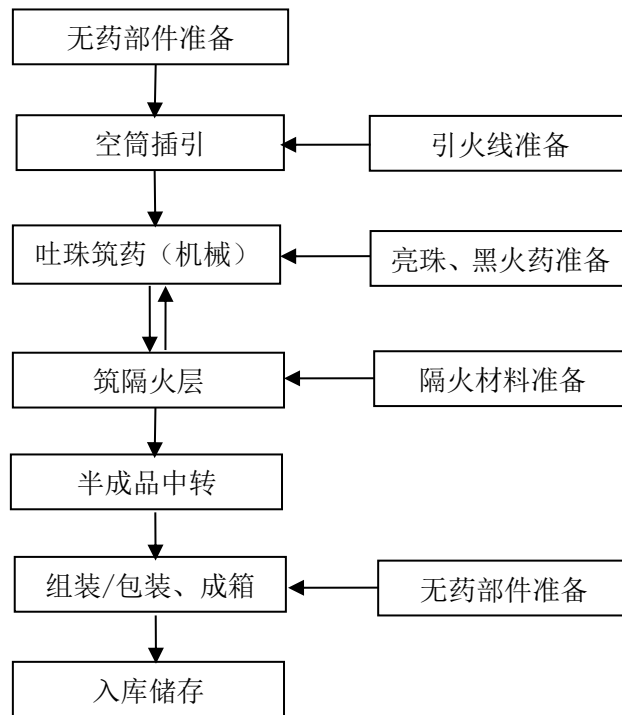 无药部件准备
空筒插引
引火线准备
吐珠筑药（机械）
亮珠、黑火药准备
筑隔火层
隔火材料准备
半成品中转
组装/包装、成箱
无药部件准备
入库储存